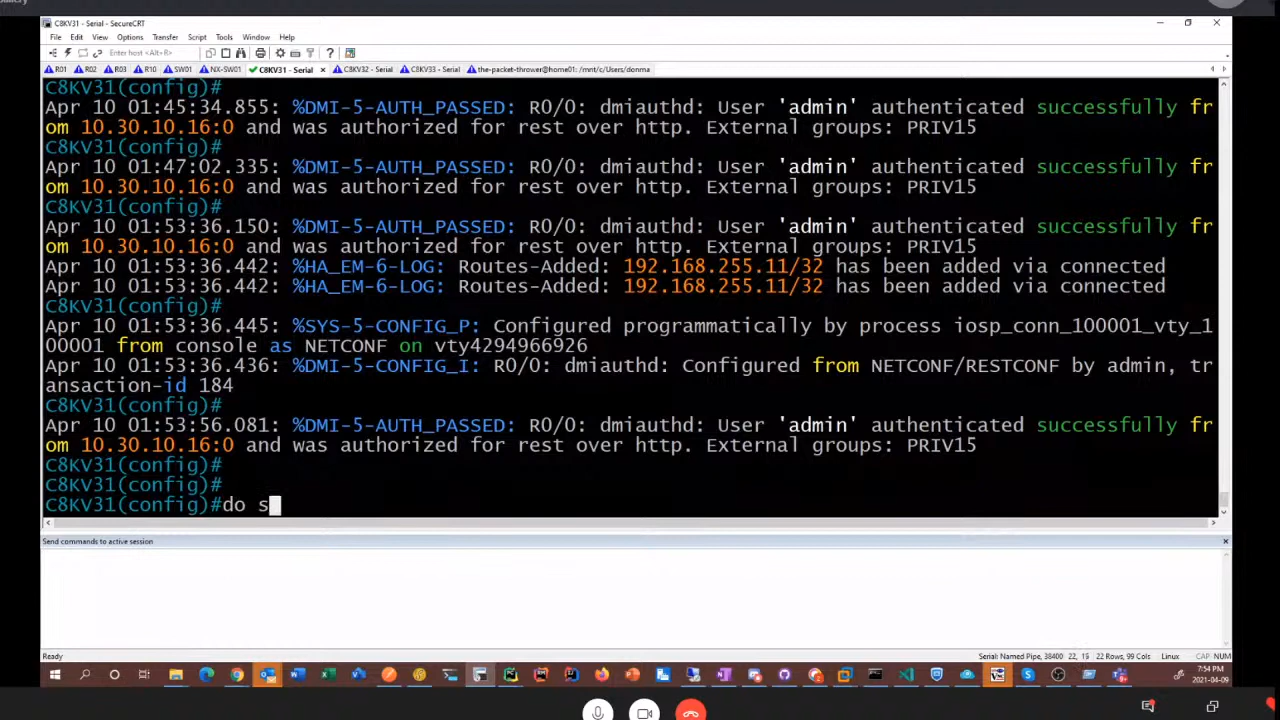 C8KV31 - Serial - SecureCRT
File Edit View Options Transfer Script Tools Window Help
Enter host <Alt+R>
R01 R02 R03 R10 SW01 NX-SW01 C8KV31 - Serial × C8KV32 - Serial C8KV33 - Serial the-packet-thrower@home01: /mnt/c/Users/donma
C8KV31(config)#
Apr 10 01:45:34.855: %DMI-5-AUTH_PASSED: R0/0: dmiauthd: User 'admin' authenticated successfully fr
om 10.30.10.16:0 and was authorized for rest over http. External groups: PRIV15
C8KV31(config)#
Apr 10 01:47:02.335: %DMI-5-AUTH_PASSED: R0/0: dmiauthd: User 'admin' authenticated successfully fr
om 10.30.10.16:0 and was authorized for rest over http. External groups: PRIV15
C8KV31(config)#
Apr 10 01:53:36.150: %DMI-5-AUTH_PASSED: R0/0: dmiauthd: User 'admin' authenticated successfully fr
om 10.30.10.16:0 and was authorized for rest over http. External groups: PRIV15
Apr 10 01:53:36.442: %HA_EM-6-LOG: Routes-Added: 192.168.255.11/32 has been added via connected
Apr 10 01:53:36.442: %HA_EM-6-LOG: Routes-Added: 192.168.255.11/32 has been added via connected
C8KV31(config)#
Apr 10 01:53:36.445: %SYS-5-CONFIG_P: Configured programmatically by process iosp_conn_100001_vty_1
00001 from console as NETCONF on vty4294966926
Apr 10 01:53:36.436: %DMI-5-CONFIG_I: R0/0: dmiauthd: Configured from NETCONF/RESTCONF by admin, tr
ansaction-id 184
C8KV31(config)#
Apr 10 01:53:56.081: %DMI-5-AUTH_PASSED: R0/0: dmiauthd: User 'admin' authenticated successfully fr
om 10.30.10.16:0 and was authorized for rest over http. External groups: PRIV15
C8KV31(config)#
C8KV31(config)#
C8KV31(config)#do s
Send commands to active session
Ready Serial: Named Pipe, 38400 22, 19 22 Rows, 99 Cols Linux CAP NUM
7:54 PM
2021-04-09